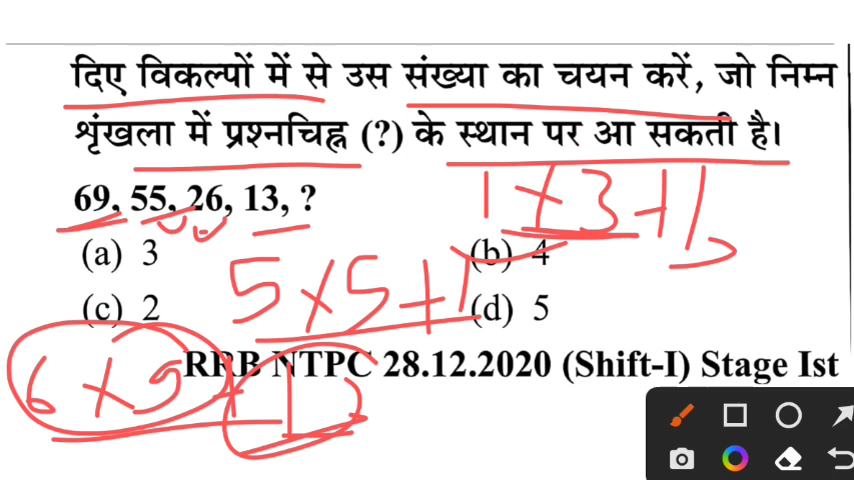 दिए विकल्पों में से उस संख्या का चयन करें, जो निम्न
शृंखला में प्रश्नचिह्न (?) के स्थान पर आ सकती है।
69, 55, 26, 13, ?
1 × 3 + 1
(a) 3 (b) 4
5 × 5 + 1
(c) 2 (d) 5
RRB NTPC 28.12.2020 (Shift-I) Stage Ist
6 × 9 + 1